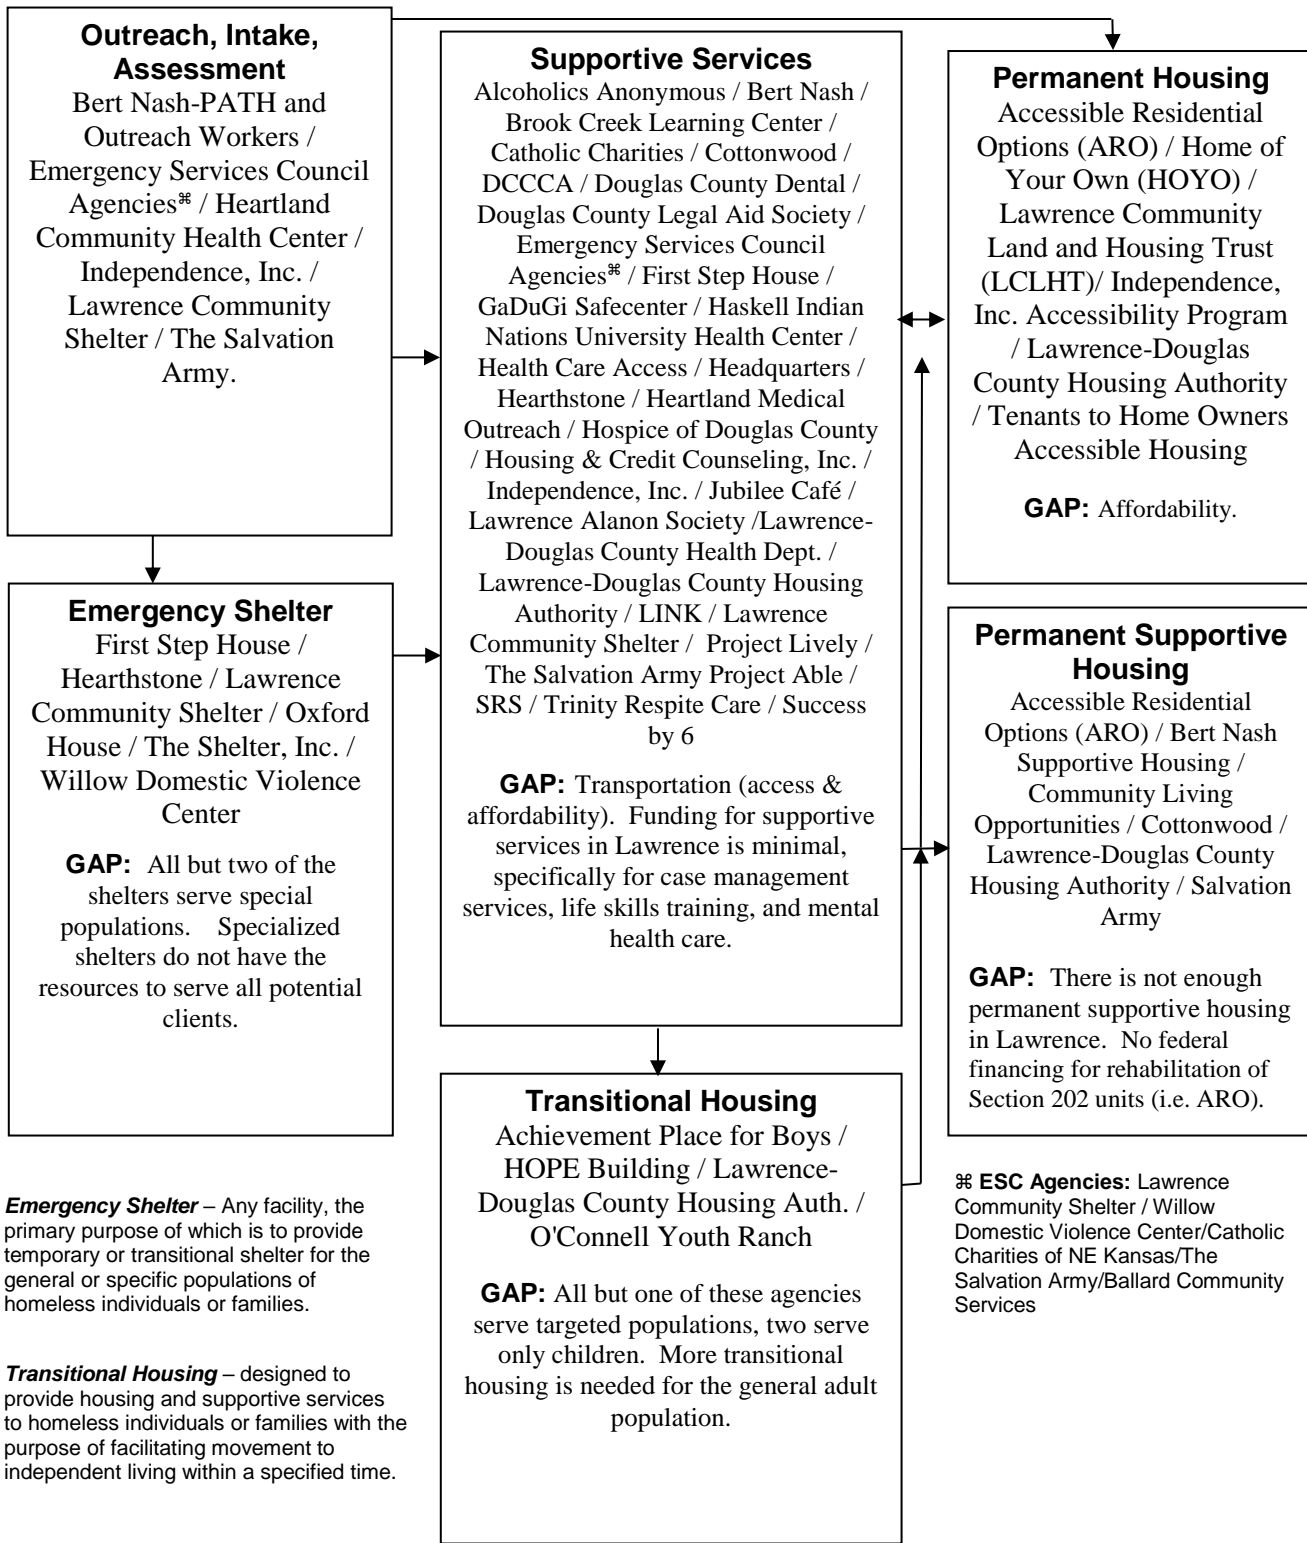 Outreach, Intake,
Assessment
Bert Nash-PATH and
Outreach Workers /
Emergency Services Council
Agencies⌘ / Heartland
Community Health Center /
Independence, Inc. /
Lawrence Community
Shelter / The Salvation
Army.
Emergency Shelter
First Step House /
Hearthstone / Lawrence
Community Shelter / Oxford
House / The Shelter, Inc. /
Willow Domestic Violence
Center
GAP: All but two of the
shelters serve special
populations. Specialized
shelters do not have the
resources to serve all potential
clients.
Emergency Shelter – Any facility, the
primary purpose of which is to provide
temporary or transitional shelter for the
general or specific populations of
homeless individuals or families.
Transitional Housing – designed to
provide housing and supportive services
to homeless individuals or families with the
purpose of facilitating movement to
independent living within a specified time.
Supportive Services
Alcoholics Anonymous / Bert Nash /
Brook Creek Learning Center /
Catholic Charities / Cottonwood /
DCCCA / Douglas County Dental /
Douglas County Legal Aid Society /
Emergency Services Council
Agencies⌘ / First Step House /
GaDuGi Safecenter / Haskell Indian
Nations University Health Center /
Health Care Access / Headquarters /
Hearthstone / Heartland Medical
Outreach / Hospice of Douglas County
/ Housing & Credit Counseling, Inc. /
Independence, Inc. / Jubilee Café /
Lawrence Alanon Society /Lawrence-
Douglas County Health Dept. /
Lawrence-Douglas County Housing
Authority / LINK / Lawrence
Community Shelter / Project Lively /
The Salvation Army Project Able /
SRS / Trinity Respite Care / Success
by 6
GAP: Transportation (access &
affordability). Funding for supportive
services in Lawrence is minimal,
specifically for case management
services, life skills training, and mental
health care.
Transitional Housing
Achievement Place for Boys /
HOPE Building / Lawrence-
Douglas County Housing Auth. /
O'Connell Youth Ranch
GAP: All but one of these agencies
serve targeted populations, two serve
only children. More transitional
housing is needed for the general adult
population.
Permanent Housing
Accessible Residential
Options (ARO) / Home of
Your Own (HOYO) /
Lawrence Community
Land and Housing Trust
(LCLHT)/ Independence,
Inc. Accessibility Program
/ Lawrence-Douglas
County Housing Authority
/ Tenants to Home Owners
Accessible Housing
GAP: Affordability.
Permanent Supportive
Housing
Accessible Residential
Options (ARO) / Bert Nash
Supportive Housing /
Community Living
Opportunities / Cottonwood /
Lawrence-Douglas County
Housing Authority / Salvation
Army
GAP: There is not enough
permanent supportive housing
in Lawrence. No federal
financing for rehabilitation of
Section 202 units (i.e. ARO).
⌘ ESC Agencies: Lawrence
Community Shelter / Willow
Domestic Violence Center/Catholic
Charities of NE Kansas/The
Salvation Army/Ballard Community
Services